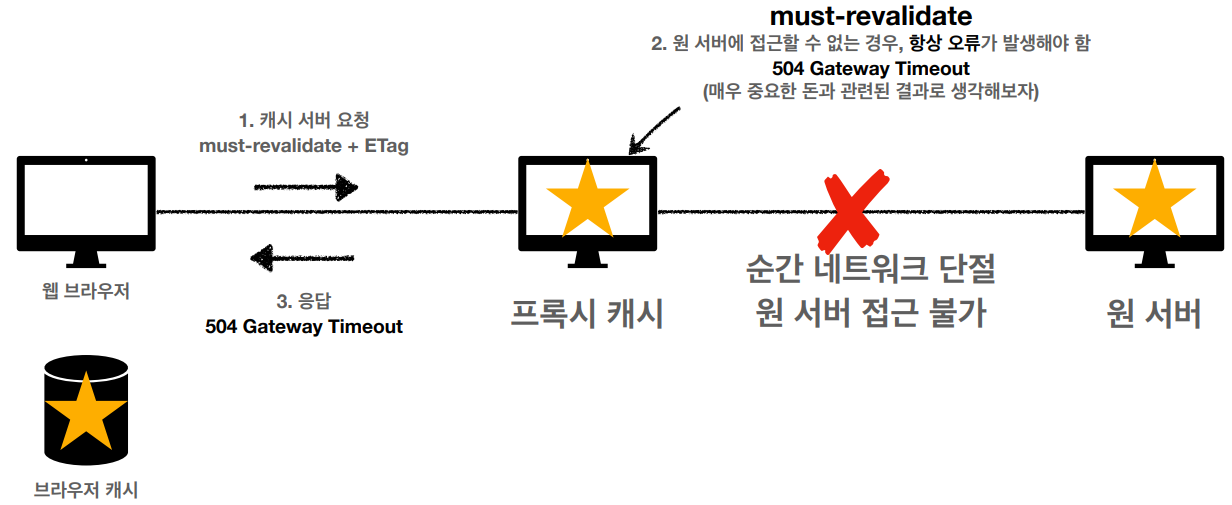 must-revalidate
2. 원 서버에 접근할 수 없는 경우, 항상 오류가 발생해야 함
504 Gateway Timeout
(매우 중요한 돈과 관련된 결과로 생각해보자)
1. 캐시 서버 요청
must-revalidate + ETag
웹 브라우저
3. 응답
504 Gateway Timeout
프록시 캐시
순간 네트워크 단절
원 서버 접근 불가
원 서버
브라우저 캐시